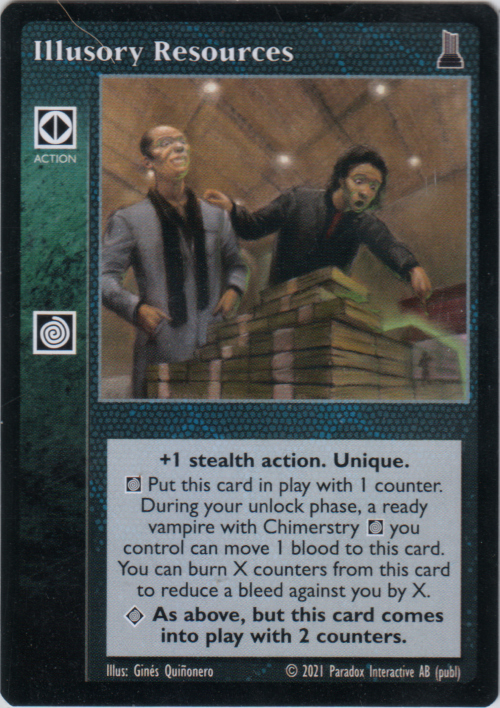 Illusory Resources
ACTION
+1 stealth action. Unique.
Put this card in play with 1 counter.
During your unlock phase, a ready
vampire with Chimerstry you
control can move 1 blood to this card.
You can burn X counters from this card
to reduce a bleed against you by X.
As above, but this card comes
into play with 2 counters.
Illus: Ginés Quiñonero © 2021 Paradox Interactive AB (publ)